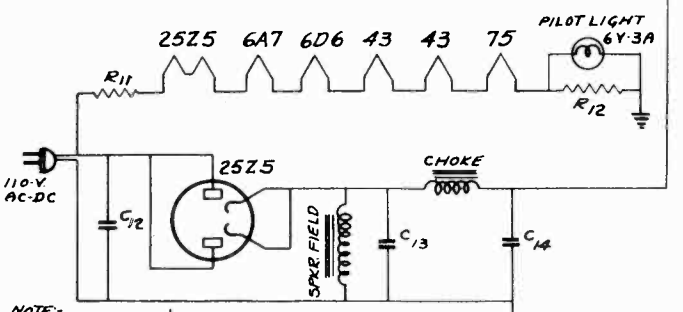 PILOT LIGHT
6V-3A
25Z5 6A7 6D6 43 43 75
R11
R12
25Z5
CHOKE
110-V.
AC-DC
C12
SPKR. FIELD
C13
C14
NOTE:-